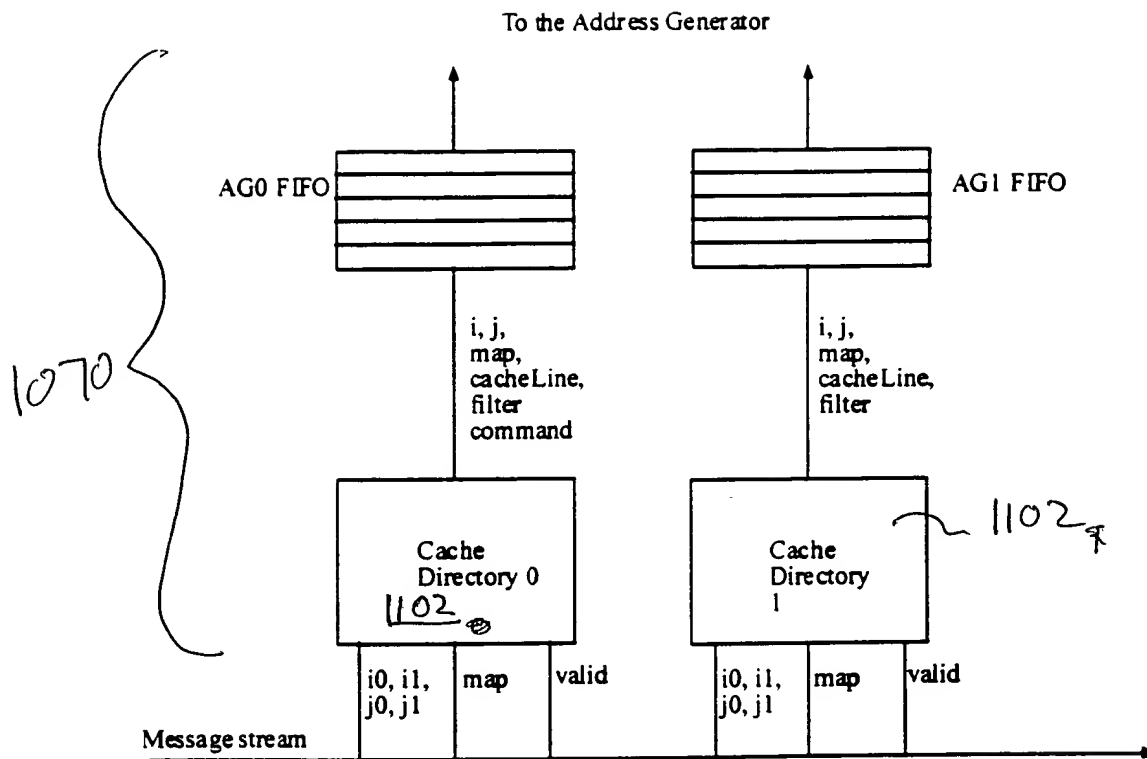 To the Address Generator
AG0 FIFO
AG1 FIFO
i, j,
map,
cacheLine,
filter
command
i, j,
map,
cacheLine,
filter
1070
Cache
Directory 0
1102
Cache
Directory
1
1102
i0, i1,
j0, j1
map
valid
i0, i1,
j0, j1
map
valid
Message stream